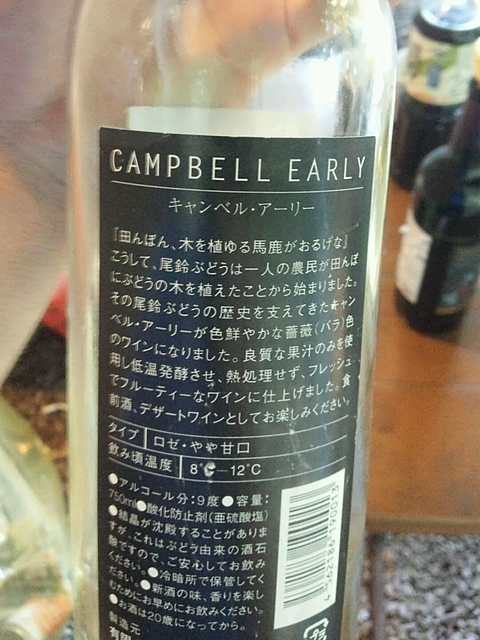 CAMPBELL EARLY
キャンベル・アーリー
『田んぼん、木を植ゆる馬鹿がおるげな』
こうして、尾鈴ぶどうは一人の農民が田んぼ
にぶどうの木を植えたことから始まりました。
その尾鈴ぶどうの歴史を支えてきたキャン
ベル・アーリーが色鮮やかな薔薇(バラ)色
のワインになりました。良質な果汁のみを使
用し低温発酵させ、熱処理せず、フレッシュ
でフルーティーなワインに仕上げました。食
前酒、デザートワインとしてお楽しみください。
タイプ ロゼ・やや甘口
飲み頃温度 8℃－12℃
●アルコール分:9度●容量:
750ml●酸化防止剤(亜硫酸塩)
●結晶が沈殿することがありま
すが、これはぶどう由来の酒石
酸ですので、ご安心してお飲み
ください。●冷暗所で保管してく
ださい。●新酒の味、香りを楽し
むためにお早めにお飲みください。
●お酒は20歳になってから。
製造元
有限
4 562186 190013